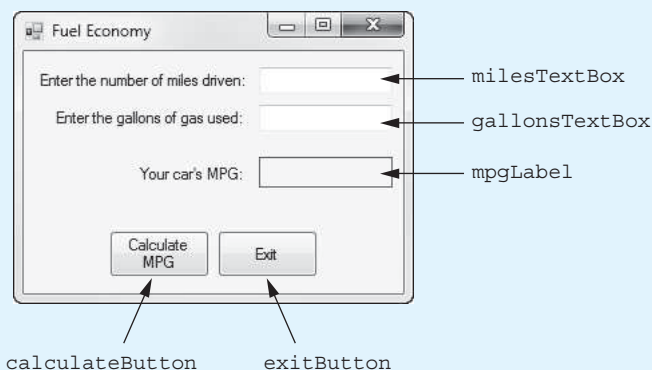 Fuel Economy
Enter the number of miles driven:
milesTextBox
Enter the gallons of gas used:
gallonsTextBox
Your car's MPG:
mpgLabel
Calculate
MPG
Exit
calculateButton
exitButton